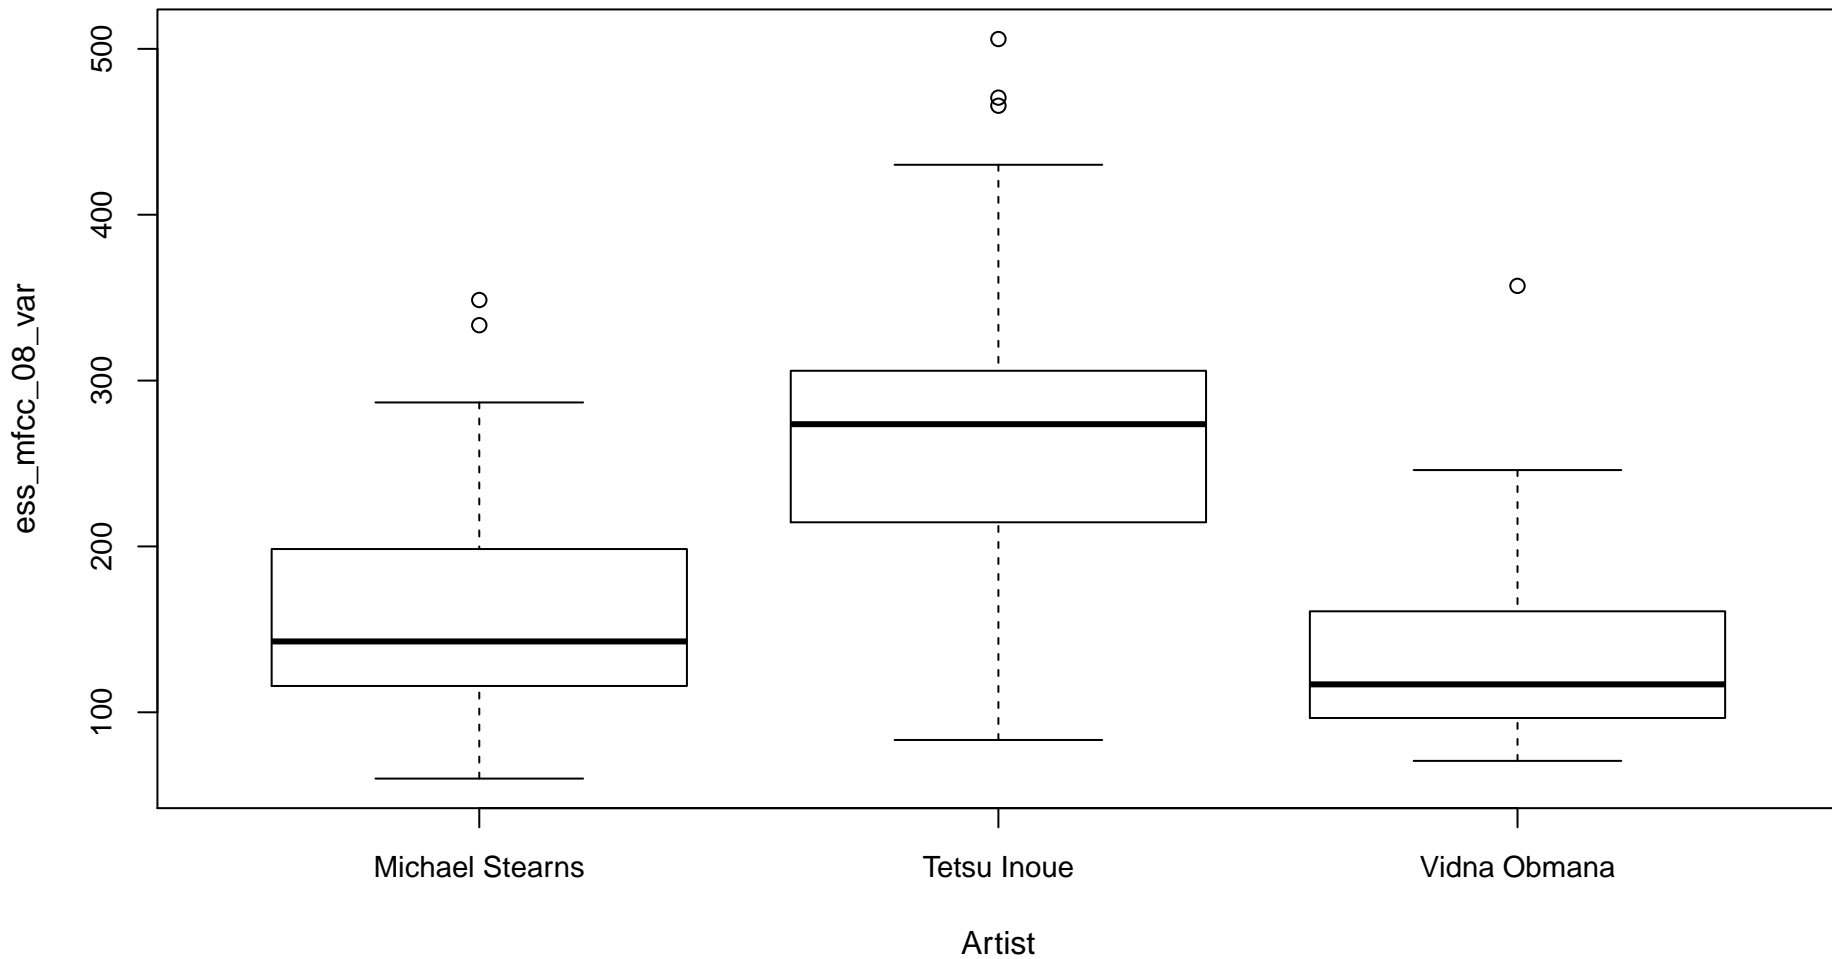 500
400
300
200
100
ess_mfcc_08_var
Michael Stearns
Tetsu Inoue
Vidna Obmana
Artist